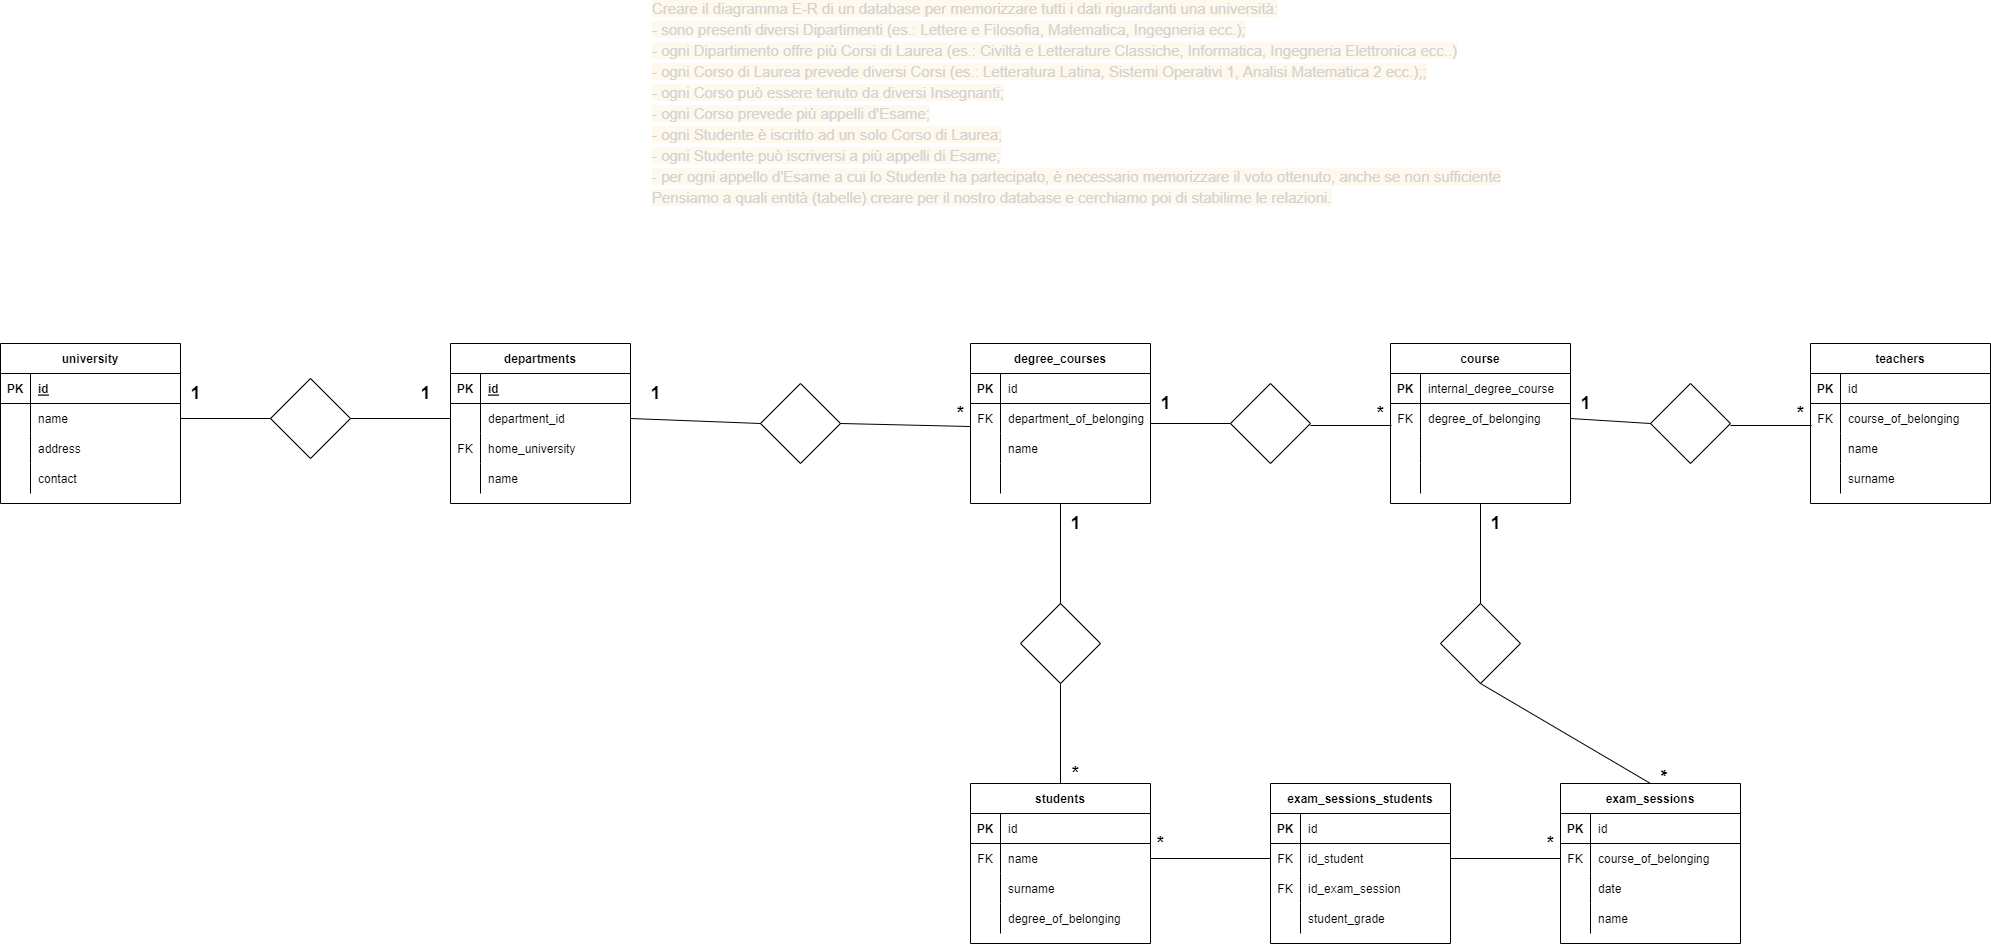 Creare il diagramma E-R di un database per memorizzare tutti i dati riguardanti una università:
- sono presenti diversi Dipartimenti (es.: Lettere e Filosofia, Matematica, Ingegneria ecc.);
- ogni Dipartimento offre più Corsi di Laurea (es.: Civiltà e Letterature Classiche, Informatica, Ingegneria Elettronica ecc..)
- ogni Corso di Laurea prevede diversi Corsi (es.: Letteratura Latina, Sistemi Operativi 1, Analisi Matematica 2 ecc.);;
- ogni Corso può essere tenuto da diversi Insegnanti;
- ogni Corso prevede più appelli d'Esame;
- ogni Studente è iscritto ad un solo Corso di Laurea;
- ogni Studente può iscriversi a più appelli di Esame;
- per ogni appello d'Esame a cui lo Studente ha partecipato, è necessario memorizzare il voto ottenuto, anche se non sufficiente
Pensiamo a quali entità (tabelle) creare per il nostro database e cerchiamo poi di stabilirne le relazioni.
university
PK id
name
address
contact
1
1
departments
PK id
department_id
FK home_university
name
1
*
degree_courses
PK id
FK department_of_belonging
name
1
*
course
PK internal_degree_course
FK degree_of_belonging
1
*
teachers
PK id
FK course_of_belonging
name
surname
1
1
*
*
students
PK id
FK name
surname
degree_of_belonging
*
exam_sessions_students
PK id
FK id_student
FK id_exam_session
student_grade
*
exam_sessions
PK id
FK course_of_belonging
date
name